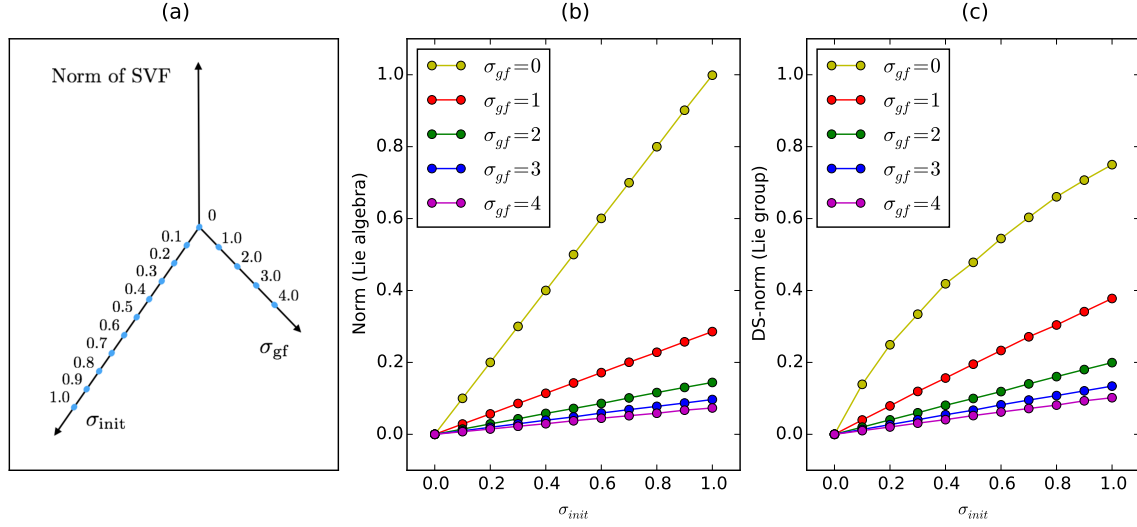 (a)
Norm of SVF
0
0.1
0.2
0.3
0.4
0.5
0.6
0.7
0.8
0.9
1.0
1.0
2.0
3.0
4.0
σgf
σinit
(b)
Norm (Lie algebra)
1.0
0.8
0.6
0.4
0.2
0.0
σgf=0
σgf=1
σgf=2
σgf=3
σgf=4
0.0 0.2 0.4 0.6 0.8 1.0
σinit
(c)
DS-norm (Lie group)
1.0
0.8
0.6
0.4
0.2
0.0
σgf=0
σgf=1
σgf=2
σgf=3
σgf=4
0.0 0.2 0.4 0.6 0.8 1.0
σinit